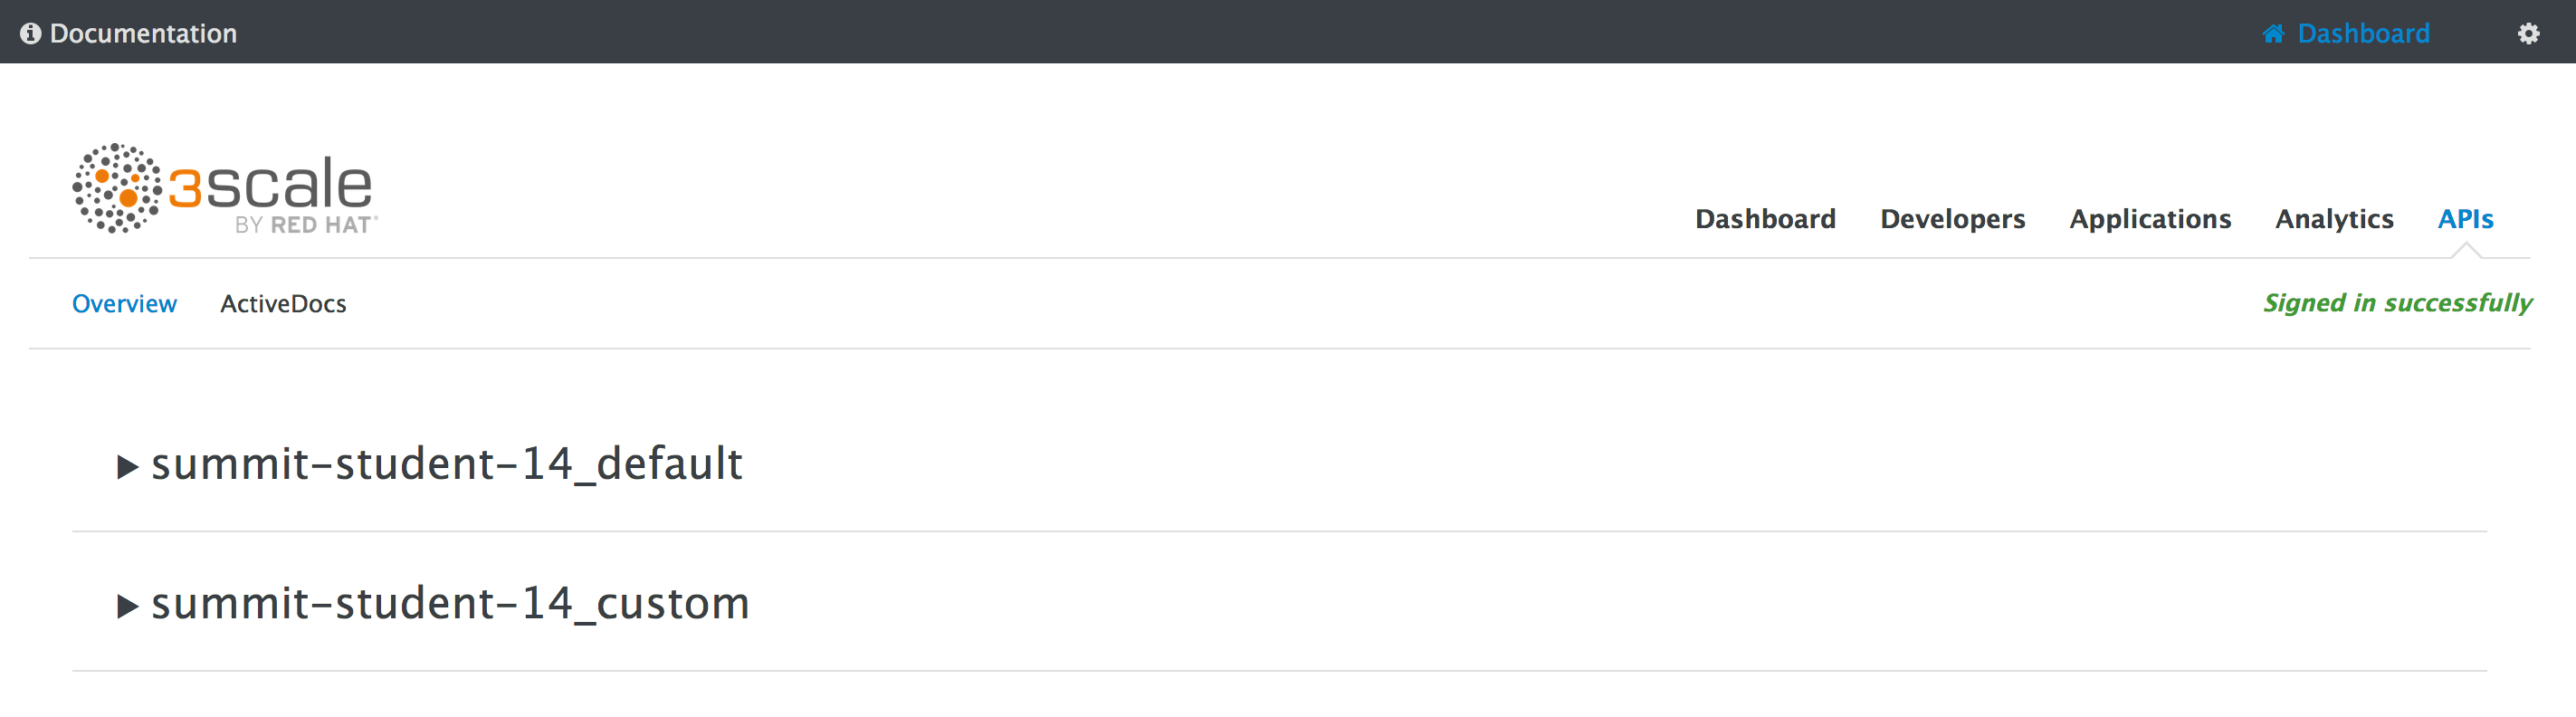 Documentation
Dashboard
3scale
BY RED HAT®
Dashboard Developers Applications Analytics APIs
Overview ActiveDocs
Signed in successfully
summit-student-14_default
summit-student-14_custom